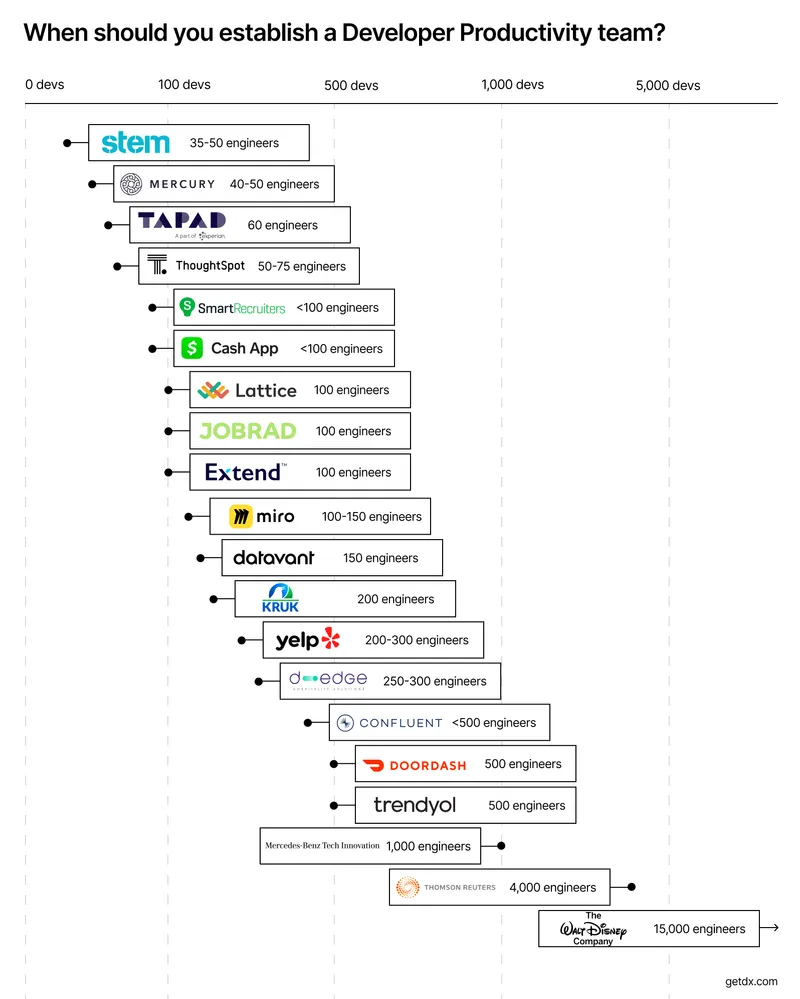 When should you establish a Developer Productivity team?
0 devs 100 devs 500 devs 1,000 devs 5,000 devs
stem 35-50 engineers
MERCURY 40-50 engineers
TAPAD 60 engineers
A part of experian.
ThoughtSpot 50-75 engineers
S SmartRecruiters <100 engineers
$ Cash App <100 engineers
Lattice 100 engineers
JOBRAD 100 engineers
Extend™ 100 engineers
miro 100-150 engineers
datavant 150 engineers
KRUK 200 engineers
yelp 200-300 engineers
d-edge 250-300 engineers
HOSPITALITY SOLUTIONS
CONFLUENT <500 engineers
DOORDASH 500 engineers
trendyol 500 engineers
Mercedes-Benz Tech Innovation 1,000 engineers
THOMSON REUTERS 4,000 engineers
The
WALT DISNEY 15,000 engineers
Company
getdx.com